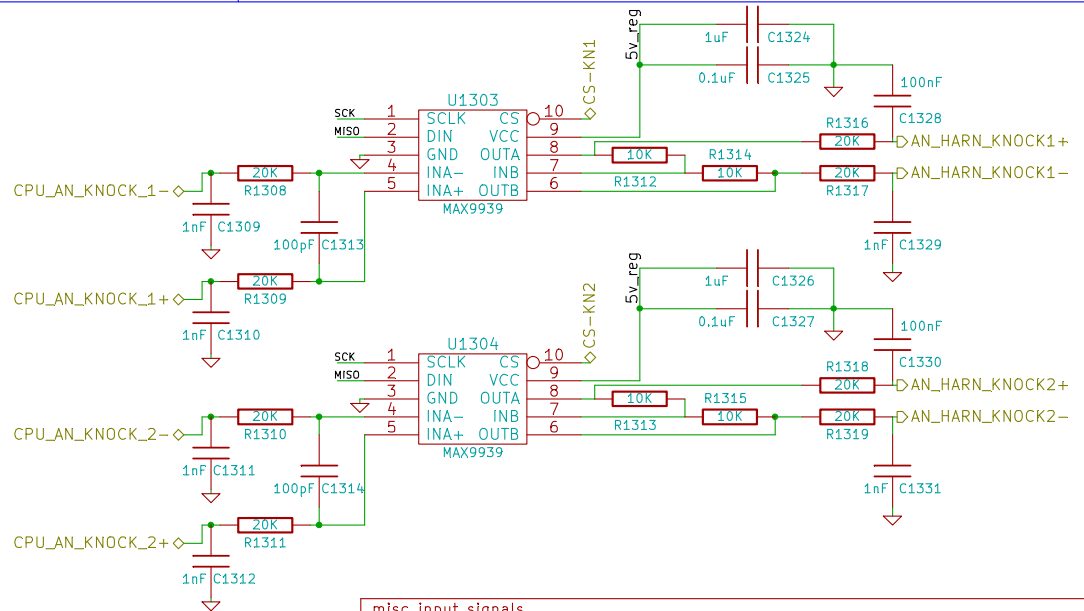 5v_reg
1uF C1324
0.1uF C1325
100nF
C1328
CS-KN1
U1303
SCK 1 SCLK CS 10
MISO 2 DIN VCC 9
3 GND OUTA 8
4 INA- INB 7
5 INA+ OUTB 6
MAX9939
10K
R1312
R1314
10K
R1316
20K
AN_HARN_KNOCK1+
20K
R1317
AN_HARN_KNOCK1-
1nF C1329
CPU_AN_KNOCK_1-
20K
R1308
1nF C1309
100pF C1313
CPU_AN_KNOCK_1+
20K
R1309
1nF C1310
5v_reg
1uF C1326
0.1uF C1327
100nF
C1330
CS-KN2
U1304
SCK 1 SCLK CS 10
MISO 2 DIN VCC 9
3 GND OUTA 8
4 INA- INB 7
5 INA+ OUTB 6
MAX9939
10K
R1313
R1315
10K
R1318
20K
AN_HARN_KNOCK2+
20K
R1319
AN_HARN_KNOCK2-
1nF C1331
CPU_AN_KNOCK_2-
20K
R1310
1nF C1311
100pF C1314
CPU_AN_KNOCK_2+
20K
R1311
1nF C1312
misc input signals